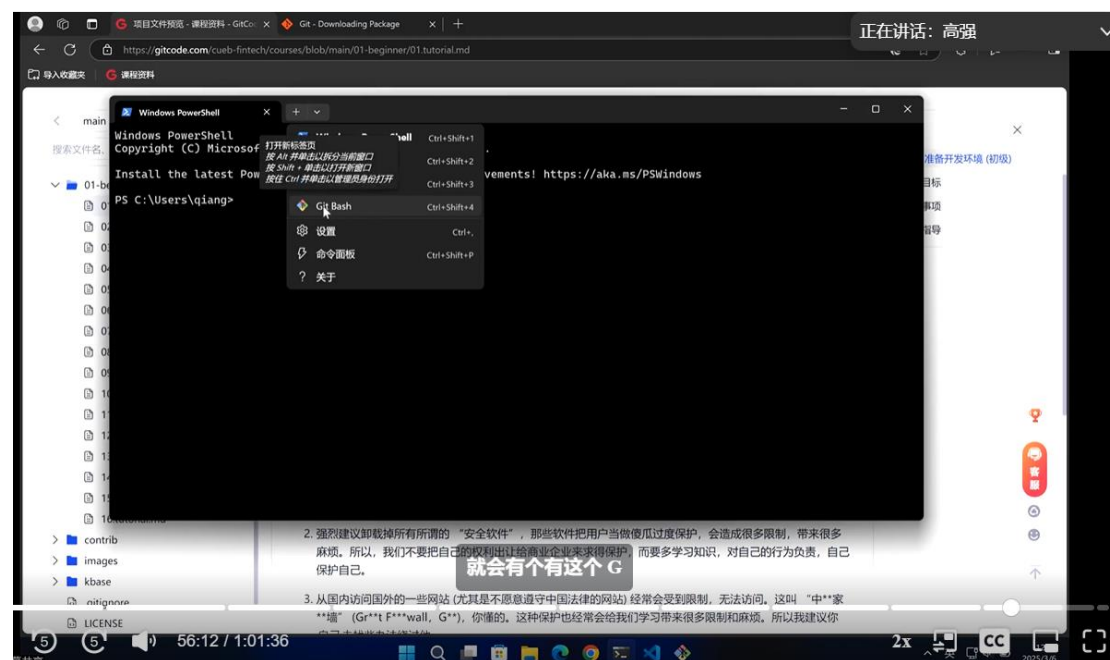 项目文件预览 - 课程资料 - GitCo
Git - Downloading Package
正在讲话：高强
https://gitcode.com/cueb-fintech/courses/blob/main/01-beginner/01.tutorial.md
导入收藏夹
课程资料
main
搜索文件名
Windows PowerShell
Windows PowerShell
Copyright (C) Microsof
Install the latest Pow
vements! https://aka.ms/PSWindows
PS C:\Users\qiang>
打开新标签页
按 Alt 并单击以拆分当前窗口
按 Shift + 单击以打开新窗口
按住 Ctrl 并单击以管理员身份打开
Ctrl+Shift+1
Ctrl+Shift+2
Ctrl+Shift+3
Git Bash Ctrl+Shift+4
设置 Ctrl+,
命令面板 Ctrl+Shift+P
关于
准备开发环境 (初级)
目标
事项
指导
01-be
contrib
images
kbase
.gitignore
LICENSE
客服
2. 强烈建议卸载掉所有所谓的 “安全软件” ，那些软件把用户当做傻瓜过度保护，会造成很多限制，带来很多
麻烦。所以，我们不要把自己的权利出让给商业企业来求得保护，而要多学习知识，对自己的行为负责，自己
保护自己。
就会有个有这个 G
3. 从国内访问国外的一些网站 (尤其是不愿意遵守中国法律的网站) 经常会受到限制，无法访问。这叫 “中**家
**墙” (Gr**t F***wall, G**)，你懂的。这种保护也经常会给我们学习带来很多限制和麻烦。所以我建议你
5
5
56:12 / 1:01:36
2x
CC
英
2025/3/6